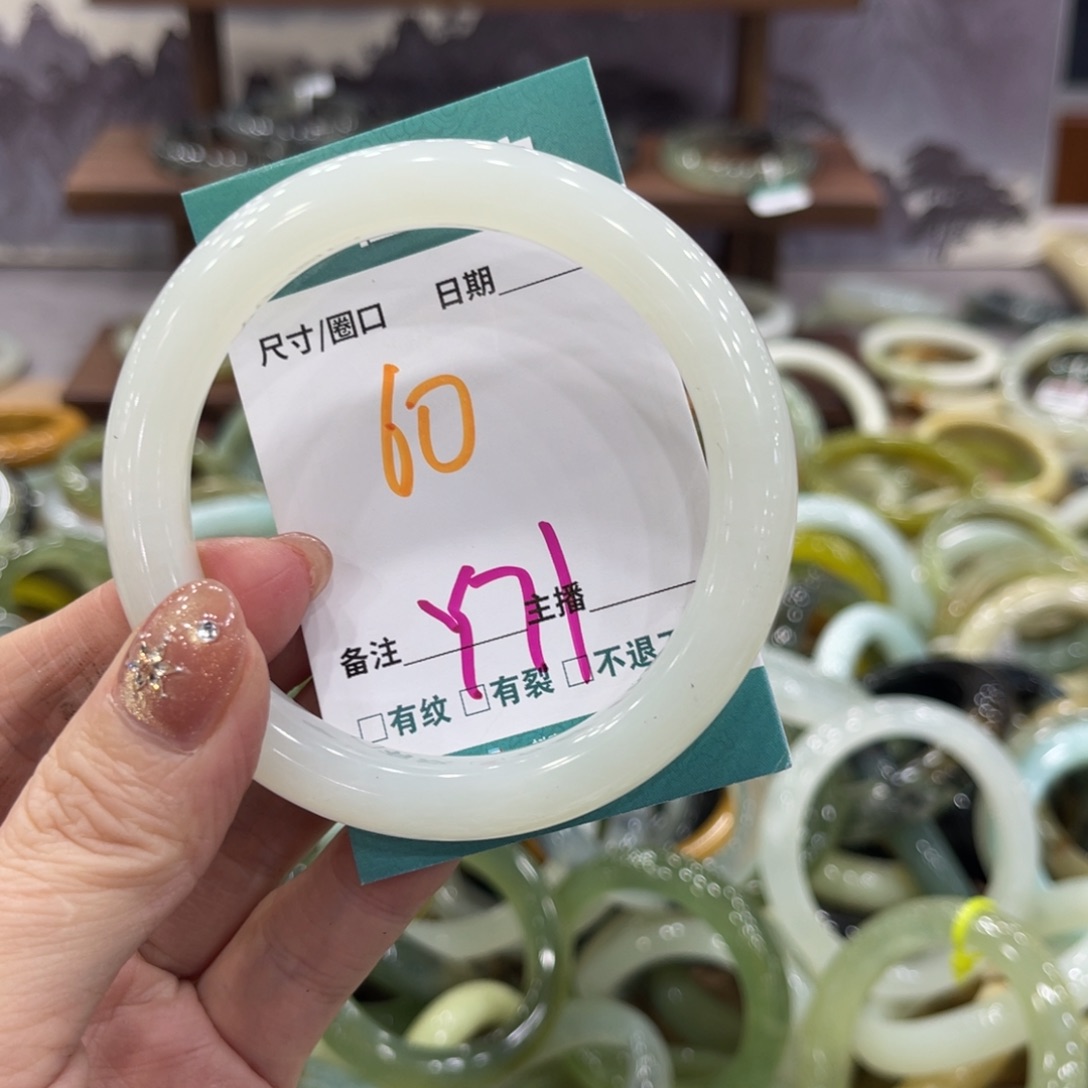 尺寸/圈口 日期
60
备注 主播
□有纹 □有裂 □不退